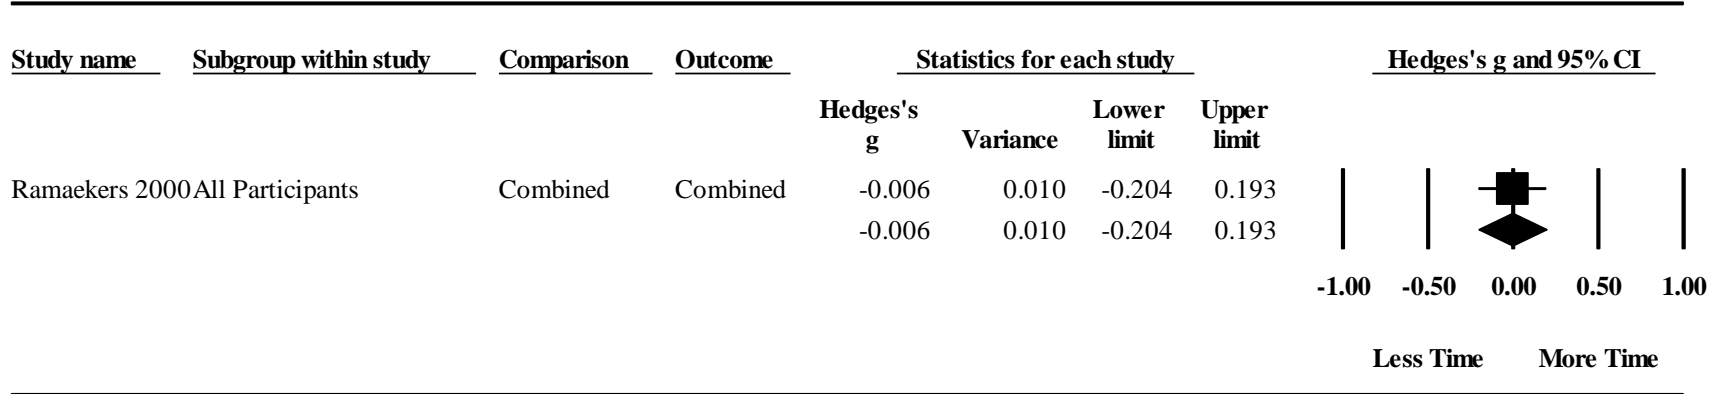 Study name Subgroup within study Comparison Outcome Statistics for each study Hedges's g and 95% CI
Hedges's Lower Upper
g Variance limit limit
Ramaekers 2000 All Participants Combined Combined -0.006 0.010 -0.204 0.193
-0.006 0.010 -0.204 0.193
-1.00 -0.50 0.00 0.50 1.00
Less Time More Time